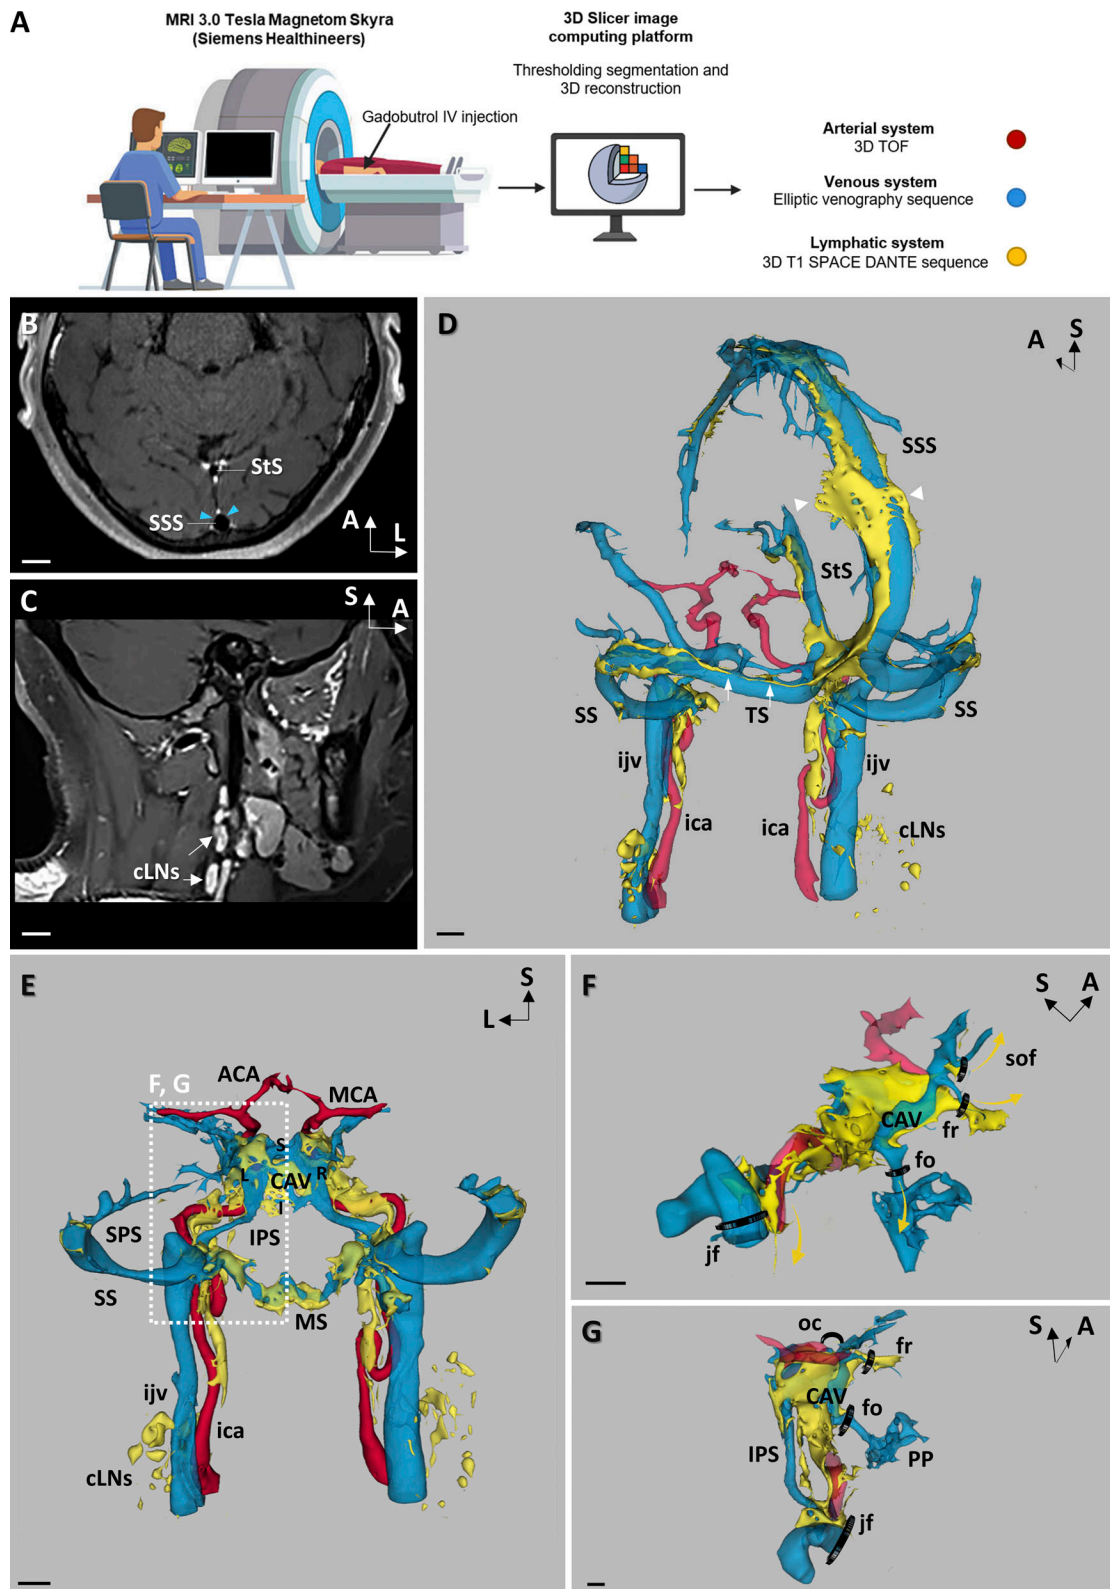 A
MRI 3.0 Tesla Magnetom Skyra
(Siemens Healthineers)
Gadobutrol IV injection
3D Slicer image
computing platform
Thresholding segmentation and
3D reconstruction
Arterial system
3D TOF
Venous system
Elliptic venography sequence
Lymphatic system
3D T1 SPACE DANTE sequence
B
StS
SSS
A
L
C
S
A
cLNs
D
A
S
SSS
StS
SS
TS
SS
ijv
ijv
ica
ica
cLNs
E
S
L
F, G
ACA
MCA
S
L
CAV
R
I
SPS
IPS
SS
MS
ijv
ica
cLNs
F
S
A
sof
CAV
fr
fo
jf
G
S
A
oc
fr
CAV
fo
IPS
PP
jf